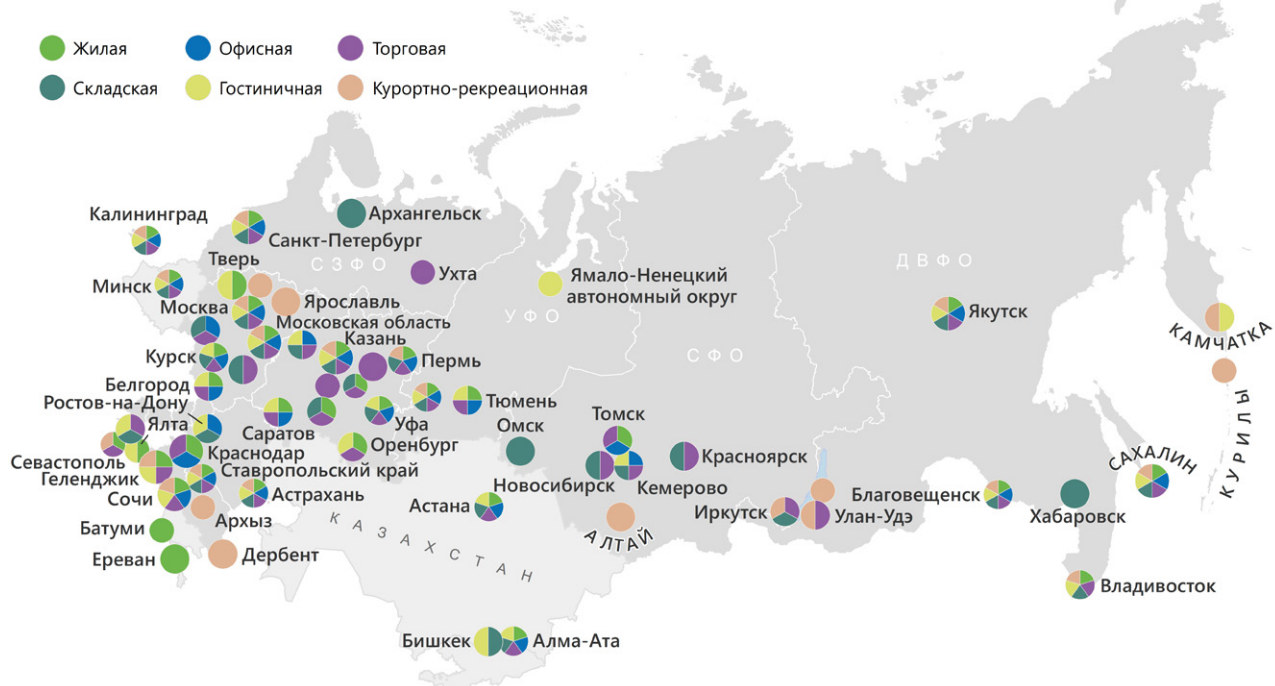 Жилая
Офисная
Торговая
Складская
Гостиничная
Курортно-рекреационная
Калининград
Архангельск
Санкт-Петербург
СЗФО
Тверь
Ухта
Минск
Ямало-Ненецкий
автономный округ
ДВФО
Ярославль
Москва
УФО
Якутск
Московская область
Казань
КАМЧАТКА
СФО
Курск
Пермь
Белгород
Ростов-на-Дону
Тюмень
КУРИЛЫ
Ялта
Саратов
Уфа
Омск
Томск
Оренбург
Краснодар
Красноярск
Севастополь
САХАЛИН
Геленджик
Ставропольский край
Новосибирск
Кемерово
Сочи
Астрахань
Астана
Благовещенск
Иркутск
Улан-Удэ
Хабаровск
Архыз
Батуми
КАЗАХСТАН
АЛТАЙ
Ереван
Дербент
Владивосток
Бишкек
Алма-Ата